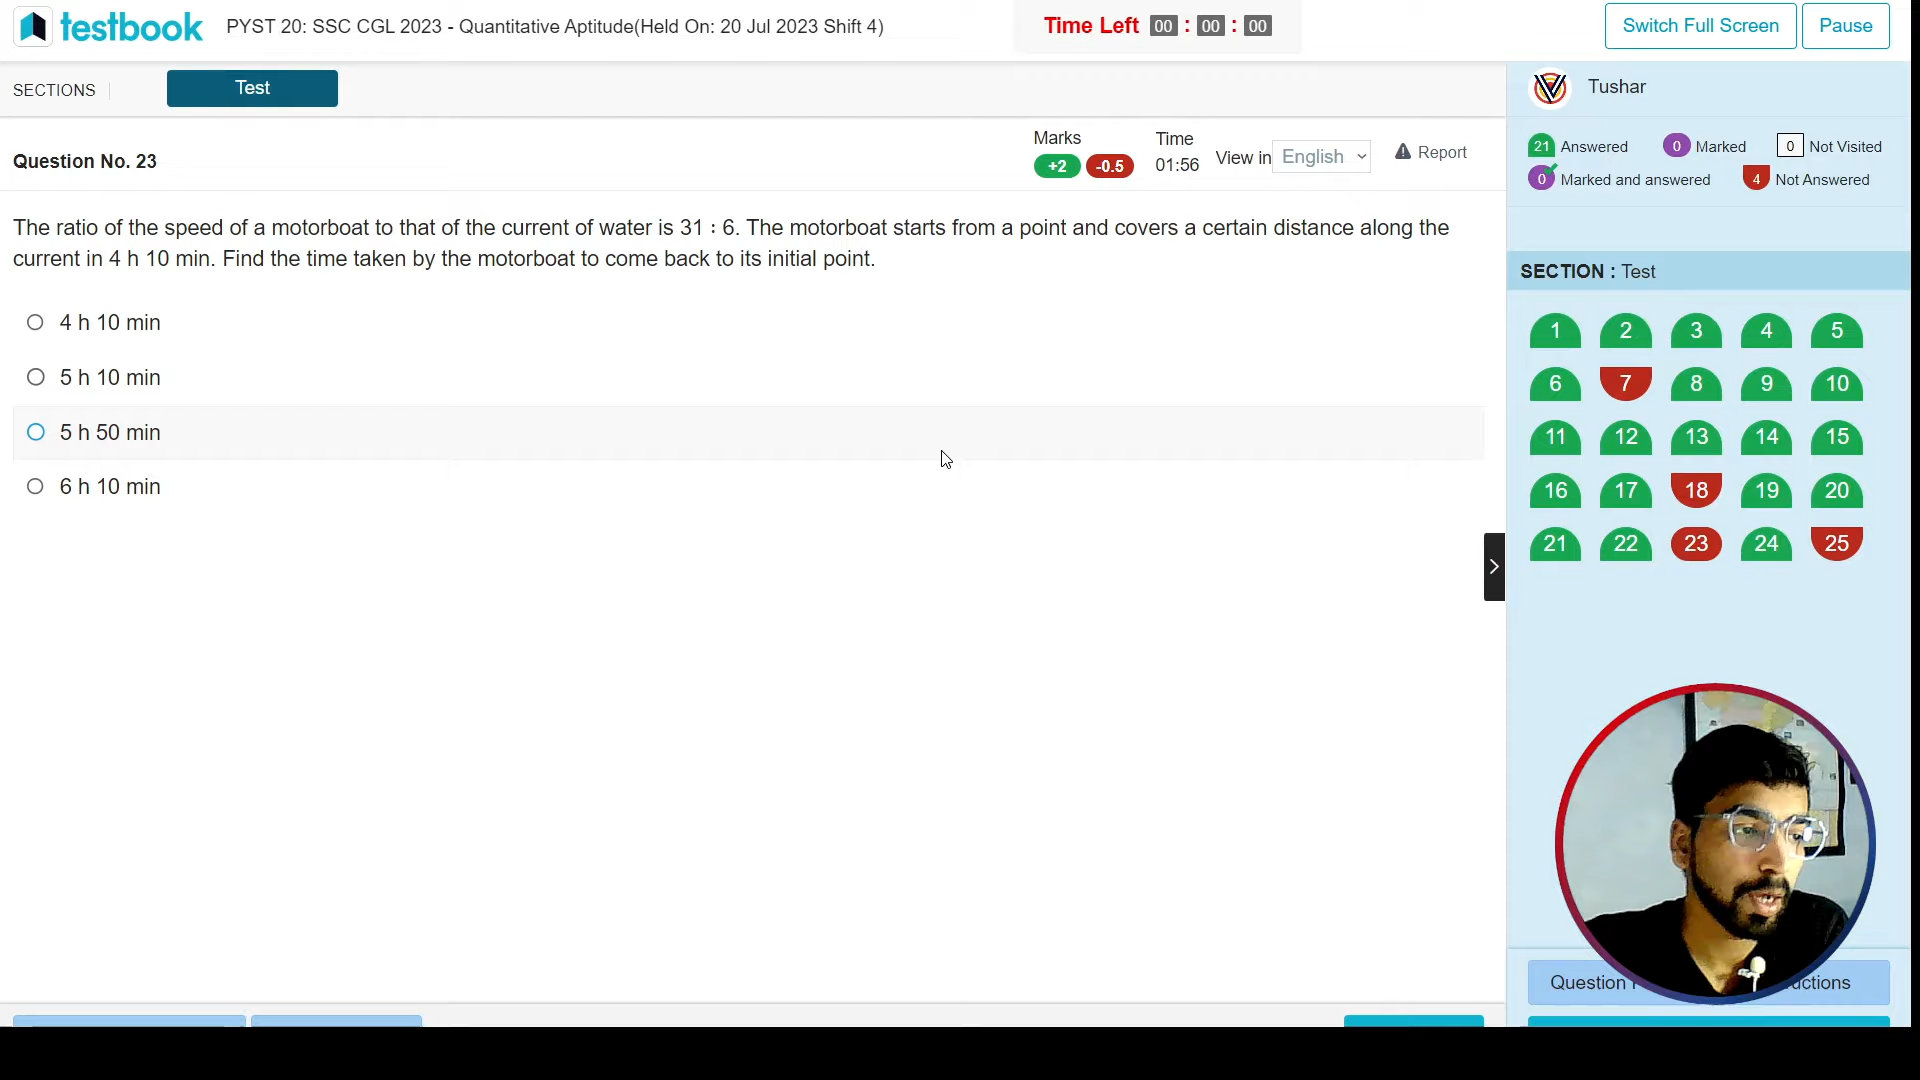 testbook PYST 20: SSC CGL 2023 - Quantitative Aptitude(Held On: 20 Jul 2023 Shift 4) Time Left 00 : 00 : 00 Switch Full Screen Pause
SECTIONS Test
Tushar
Question No. 23
Marks Time
+2 -0.5 01:56 View in English Report
21 Answered 0 Marked 0 Not Visited
0 Marked and answered 4 Not Answered
The ratio of the speed of a motorboat to that of the current of water is 31 : 6. The motorboat starts from a point and covers a certain distance along the
current in 4 h 10 min. Find the time taken by the motorboat to come back to its initial point.
4 h 10 min
5 h 10 min
5 h 50 min
6 h 10 min
SECTION : Test
1 2 3 4 5
6 7 8 9 10
11 12 13 14 15
16 17 18 19 20
21 22 23 24 25
Question